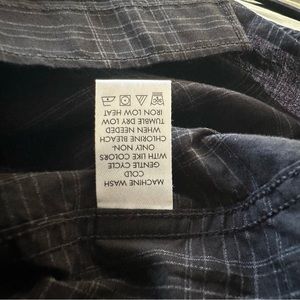 MACHINE WASH
COLD
GENTLE CYCLE
WITH LIKE COLORS
ONLY NON-
CHLORINE BLEACH
WHEN NEEDED
TUMBLE DRY LOW
IRON LOW HEAT